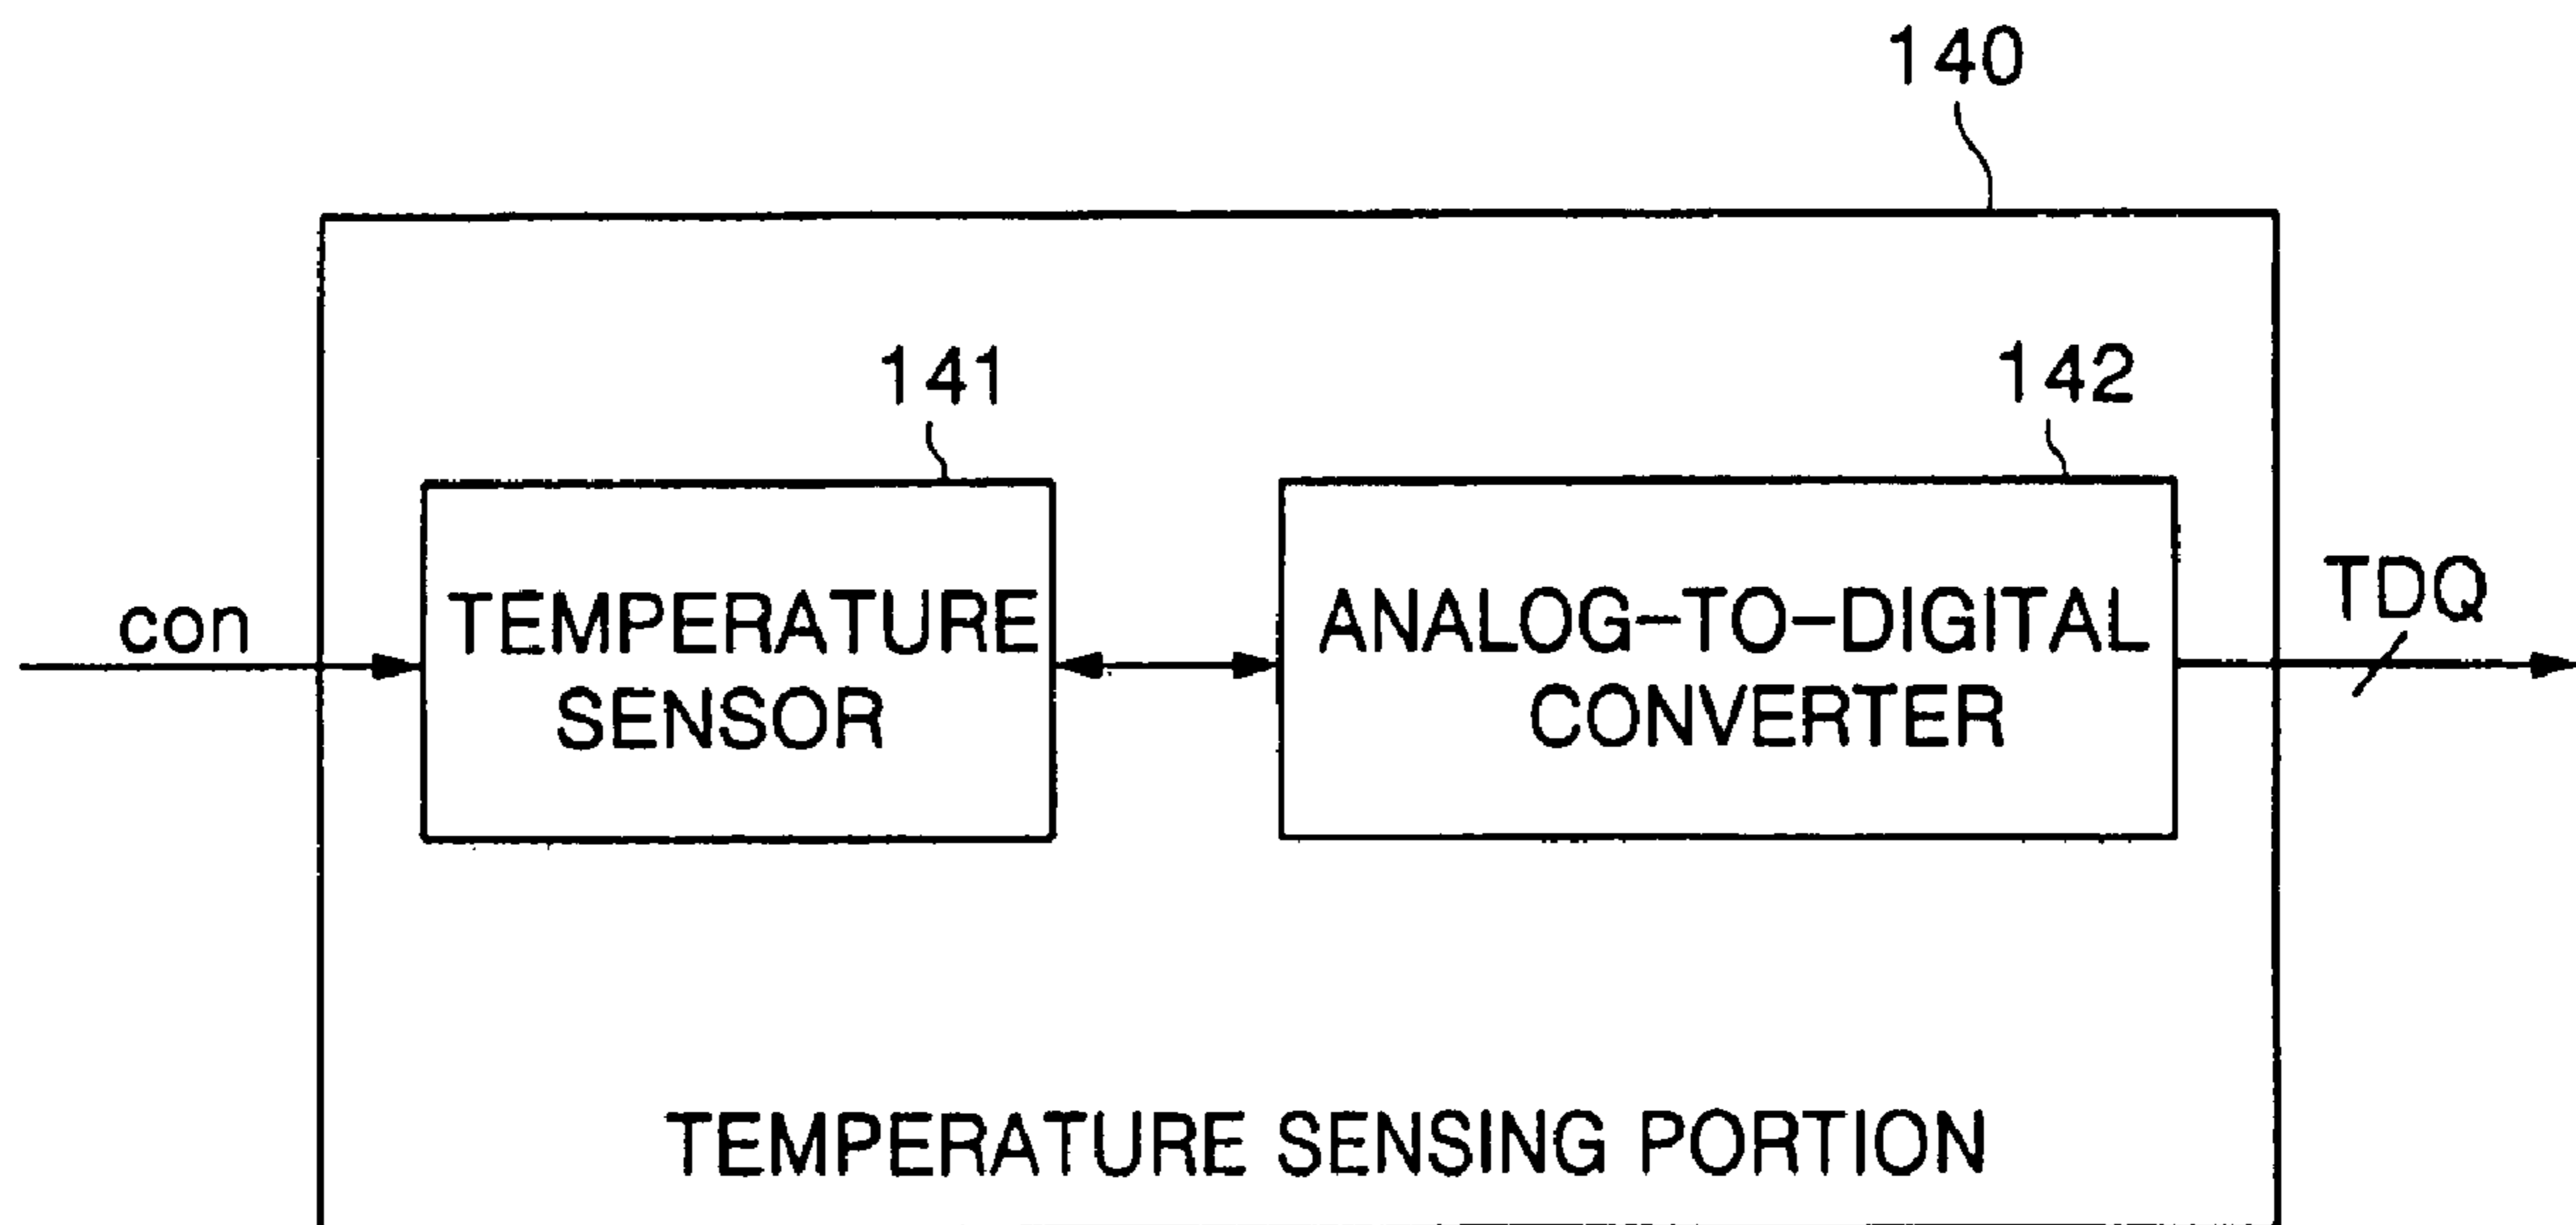 140
141
142
con
TEMPERATURE
SENSOR
ANALOG-TO-DIGITAL
CONVERTER
TDQ
TEMPERATURE SENSING PORTION